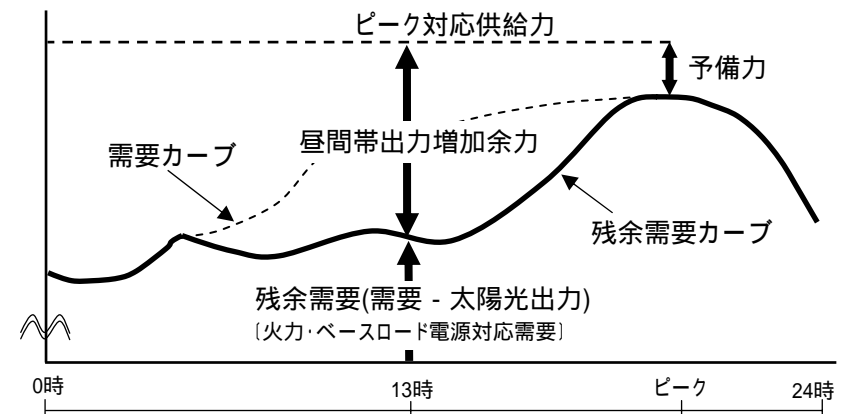 ピーク対応供給力
予備力
需要カーブ
昼間帯出力増加余力
残余需要カーブ
残余需要(需要 - 太陽光出力)
〔火力・ベースロード電源対応需要〕
0時
13時
ピーク
24時